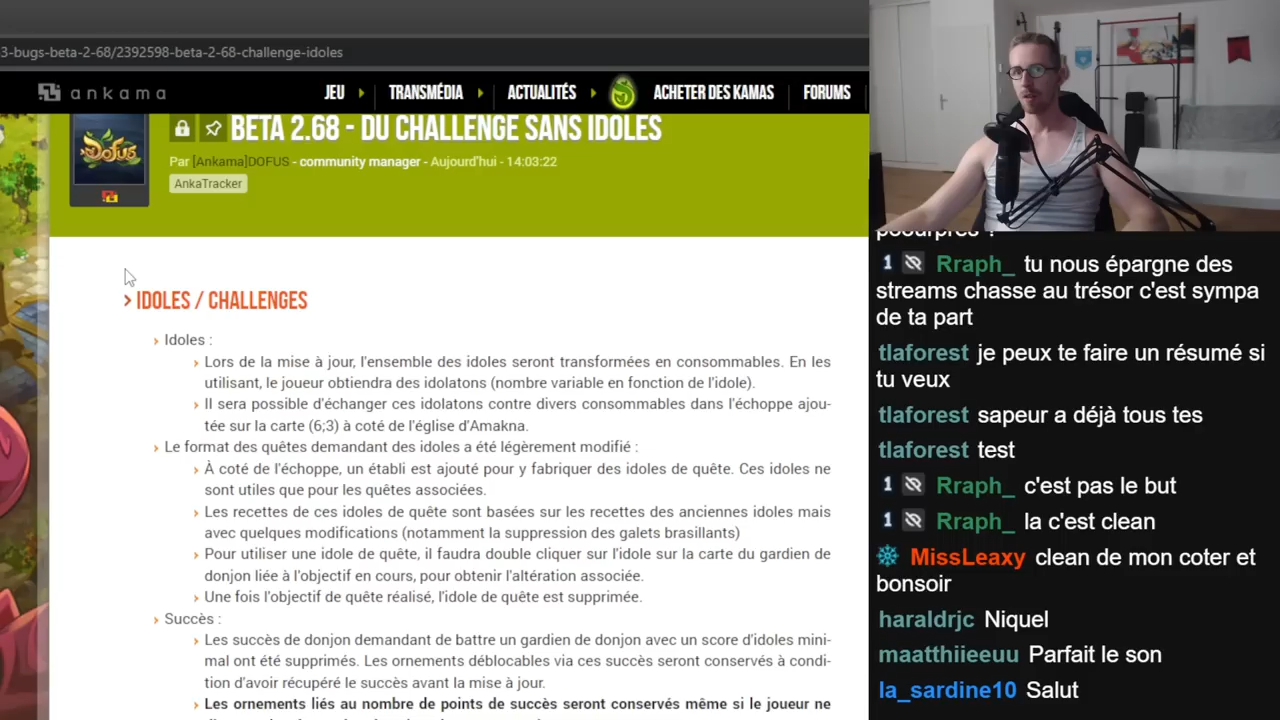 3-bugs-beta-2-68/2392598-beta-2-68-challenge-idoles
ankama
JEU
TRANSMÉDIA
ACTUALITÉS
ACHETER DES KAMAS
FORUMS
DOFUS
BETA 2.68 - DU CHALLENGE SANS IDOLES
Par [Ankama]DOFUS - community manager - Aujourd'hui - 14:03:22
AnkaTracker
IDOLES / CHALLENGES
Idoles :
Lors de la mise à jour, l'ensemble des idoles seront transformées en consommables. En les
utilisant, le joueur obtiendra des idolatons (nombre variable en fonction de l'idole).
Il sera possible d'échanger ces idolatons contre divers consommables dans l'échoppe ajou-
tée sur la carte (6;3) à coté de l'église d'Amakna.
Le format des quêtes demandant des idoles a été légèrement modifié :
À coté de l'échoppe, un établi est ajouté pour y fabriquer des idoles de quête. Ces idoles ne
sont utiles que pour les quêtes associées.
Les recettes de ces idoles de quête sont basées sur les recettes des anciennes idoles mais
avec quelques modifications (notamment la suppression des galets brasillants)
Pour utiliser une idole de quête, il faudra double cliquer sur l'idole sur la carte du gardien de
donjon liée à l'objectif en cours, pour obtenir l'altération associée.
Une fois l'objectif de quête réalisé, l'idole de quête est supprimée.
Succès :
Les succès de donjon demandant de battre un gardien de donjon avec un score d'idoles mini-
mal ont été supprimés. Les ornements déblocables via ces succès seront conservés à condi-
tion d'avoir récupéré le succès avant la mise à jour.
Les ornements liés au nombre de points de succès seront conservés même si le joueur ne
1 Rraph_ tu nous épargne des
streams chasse au trésor c'est sympa
de ta part
tlaforest je peux te faire un résumé si
tu veux
tlaforest sapeur a déjà tous tes
tlaforest test
1 Rraph_ c'est pas le but
1 Rraph_ la c'est clean
MissLeaxy clean de mon coter et
bonsoir
haraldrjc Niquel
maatthiieeuu Parfait le son
la_sardine10 Salut